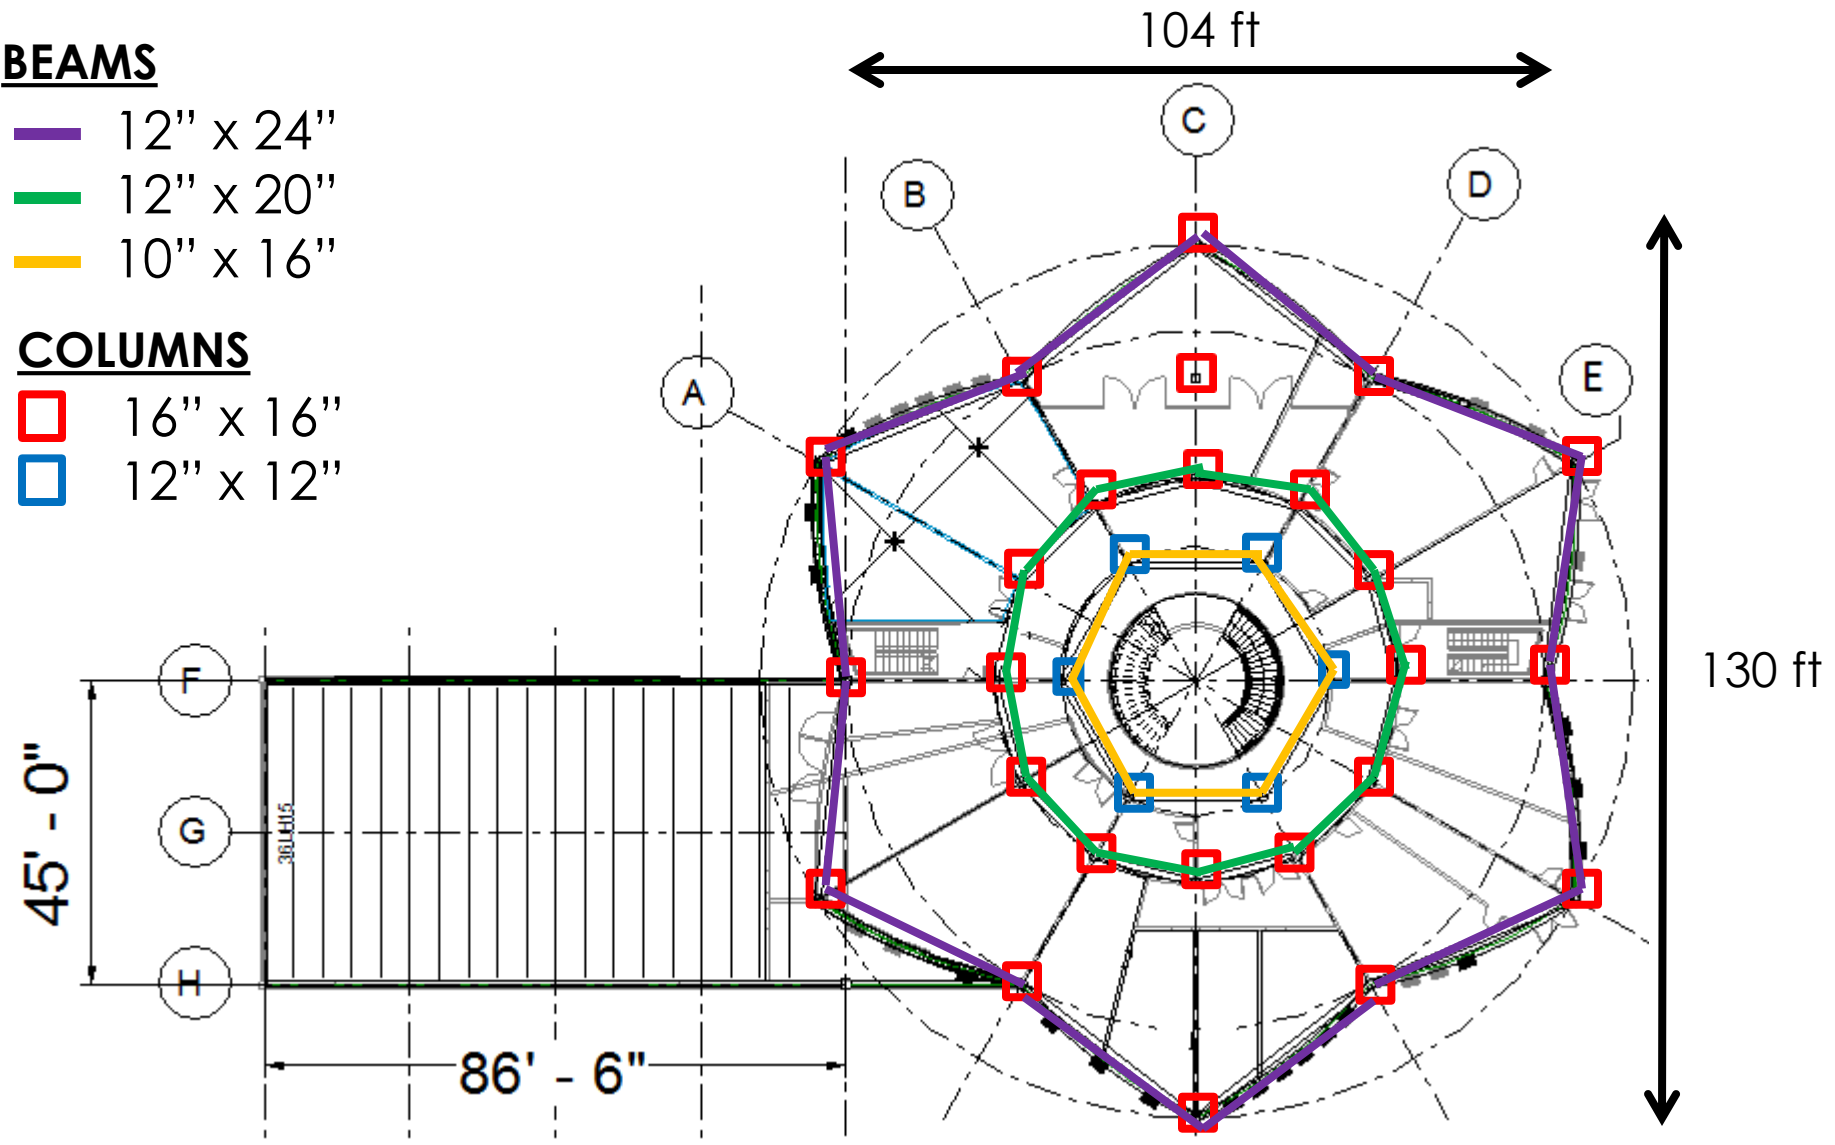 BEAMS
12” x 24”
12” x 20”
10” x 16”
COLUMNS
16” x 16”
12” x 12”
104 ft
C
B
D
A
E
130 ft
F
G
H
45' - 0"
86' - 6"